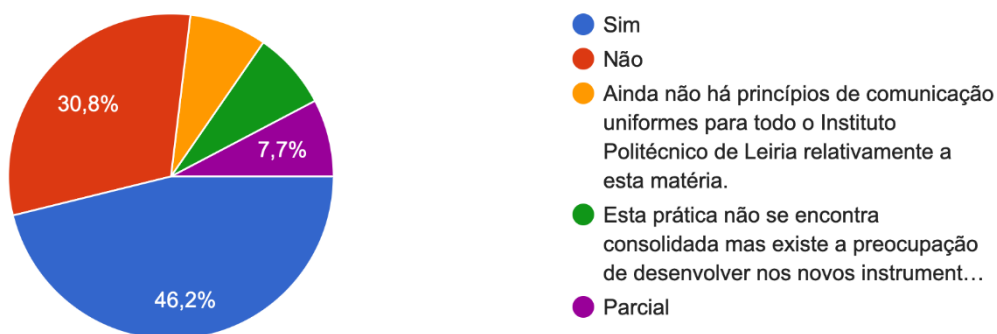 30,8%
7,7%
46,2%
Sim
Não
Ainda não há princípios de comunicação
uniformes para todo o Instituto
Politécnico de Leiria relativamente a
esta matéria.
Esta prática não se encontra
consolidada mas existe a preocupação
de desenvolver nos novos instrument…
Parcial